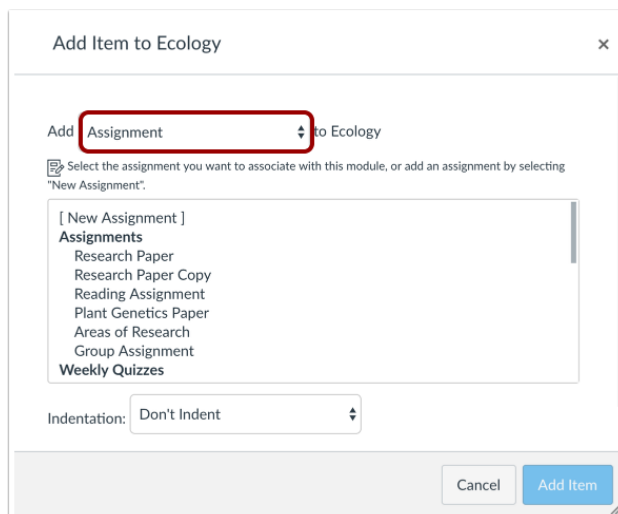 Add Item to Ecology ×
Add Assignment to Ecology
Select the assignment you want to associate with this module, or add an assignment by selecting
"New Assignment".
[ New Assignment ]
Assignments
Research Paper
Research Paper Copy
Reading Assignment
Plant Genetics Paper
Areas of Research
Group Assignment
Weekly Quizzes
Indentation: Don't Indent
Cancel Add Item